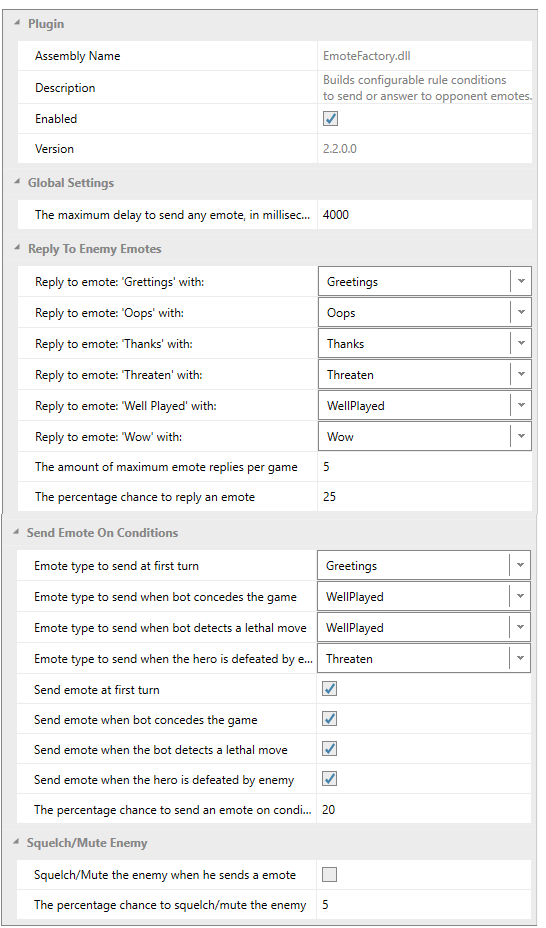 Plugin
Assembly Name EmoteFactory.dll
Description Builds configurable rule conditions
to send or answer to opponent emotes.
Enabled
Version 2.2.0.0
Global Settings
The maximum delay to send any emote, in millisec... 4000
Reply To Enemy Emotes
Reply to emote: 'Grettings' with: Greetings
Reply to emote: 'Oops' with: Oops
Reply to emote: 'Thanks' with: Thanks
Reply to emote: 'Threaten' with: Threaten
Reply to emote: 'Well Played' with: WellPlayed
Reply to emote: 'Wow' with: Wow
The amount of maximum emote replies per game 5
The percentage chance to reply an emote 25
Send Emote On Conditions
Emote type to send at first turn Greetings
Emote type to send when bot concedes the game WellPlayed
Emote type to send when bot detects a lethal move WellPlayed
Emote type to send when the hero is defeated by e... Threaten
Send emote at first turn
Send emote when bot concedes the game
Send emote when the bot detects a lethal move
Send emote when the hero is defeated by enemy
The percentage chance to send an emote on condi... 20
Squelch/Mute Enemy
Squelch/Mute the enemy when he sends a emote
The percentage chance to squelch/mute the enemy 5